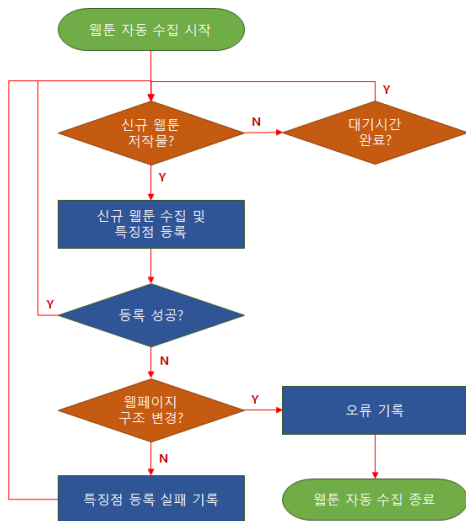 웹툰 자동 수집 시작
Y
신규 웹툰
저작물?
N
대기시간
완료?
Y
신규 웹툰 수집 및
특징점 등록
Y
등록 성공?
N
웹페이지
구조 변경?
Y
오류 기록
N
특징점 등록 실패 기록
웹툰 자동 수집 종료